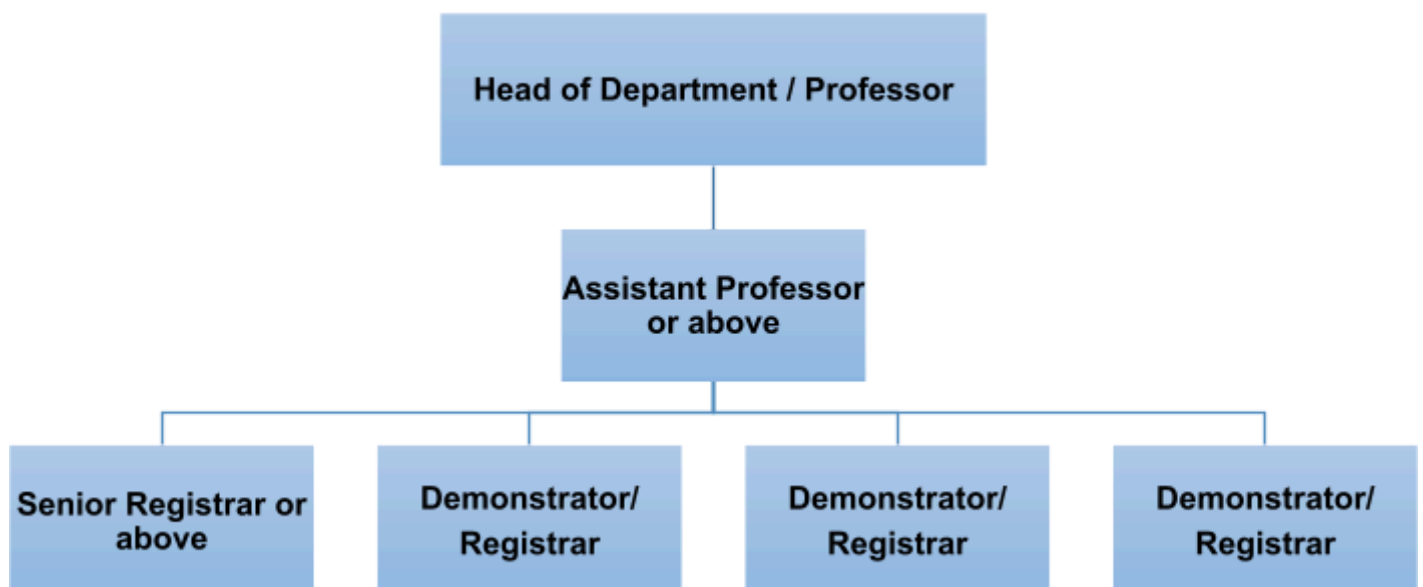 Head of Department / Professor
Assistant Professor
or above
Senior Registrar or
above
Demonstrator/
Registrar
Demonstrator/
Registrar
Demonstrator/
Registrar